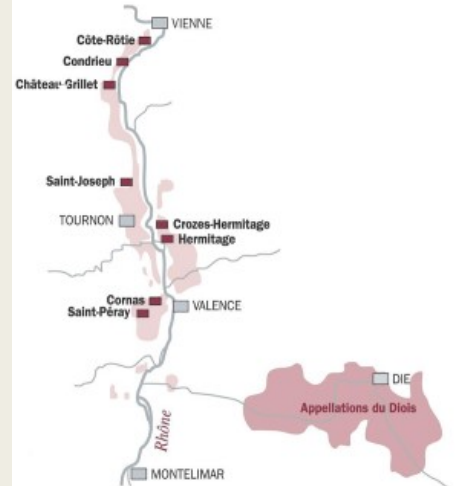 VIENNE
Côte-Rôtie
Condrieu
Château-Grillet
Saint-Joseph
TOURNON
Crozes-Hermitage
Hermitage
Cornas
Saint-Péray
VALENCE
DIE
Appellations du Diois
Rhône
MONTELIMAR